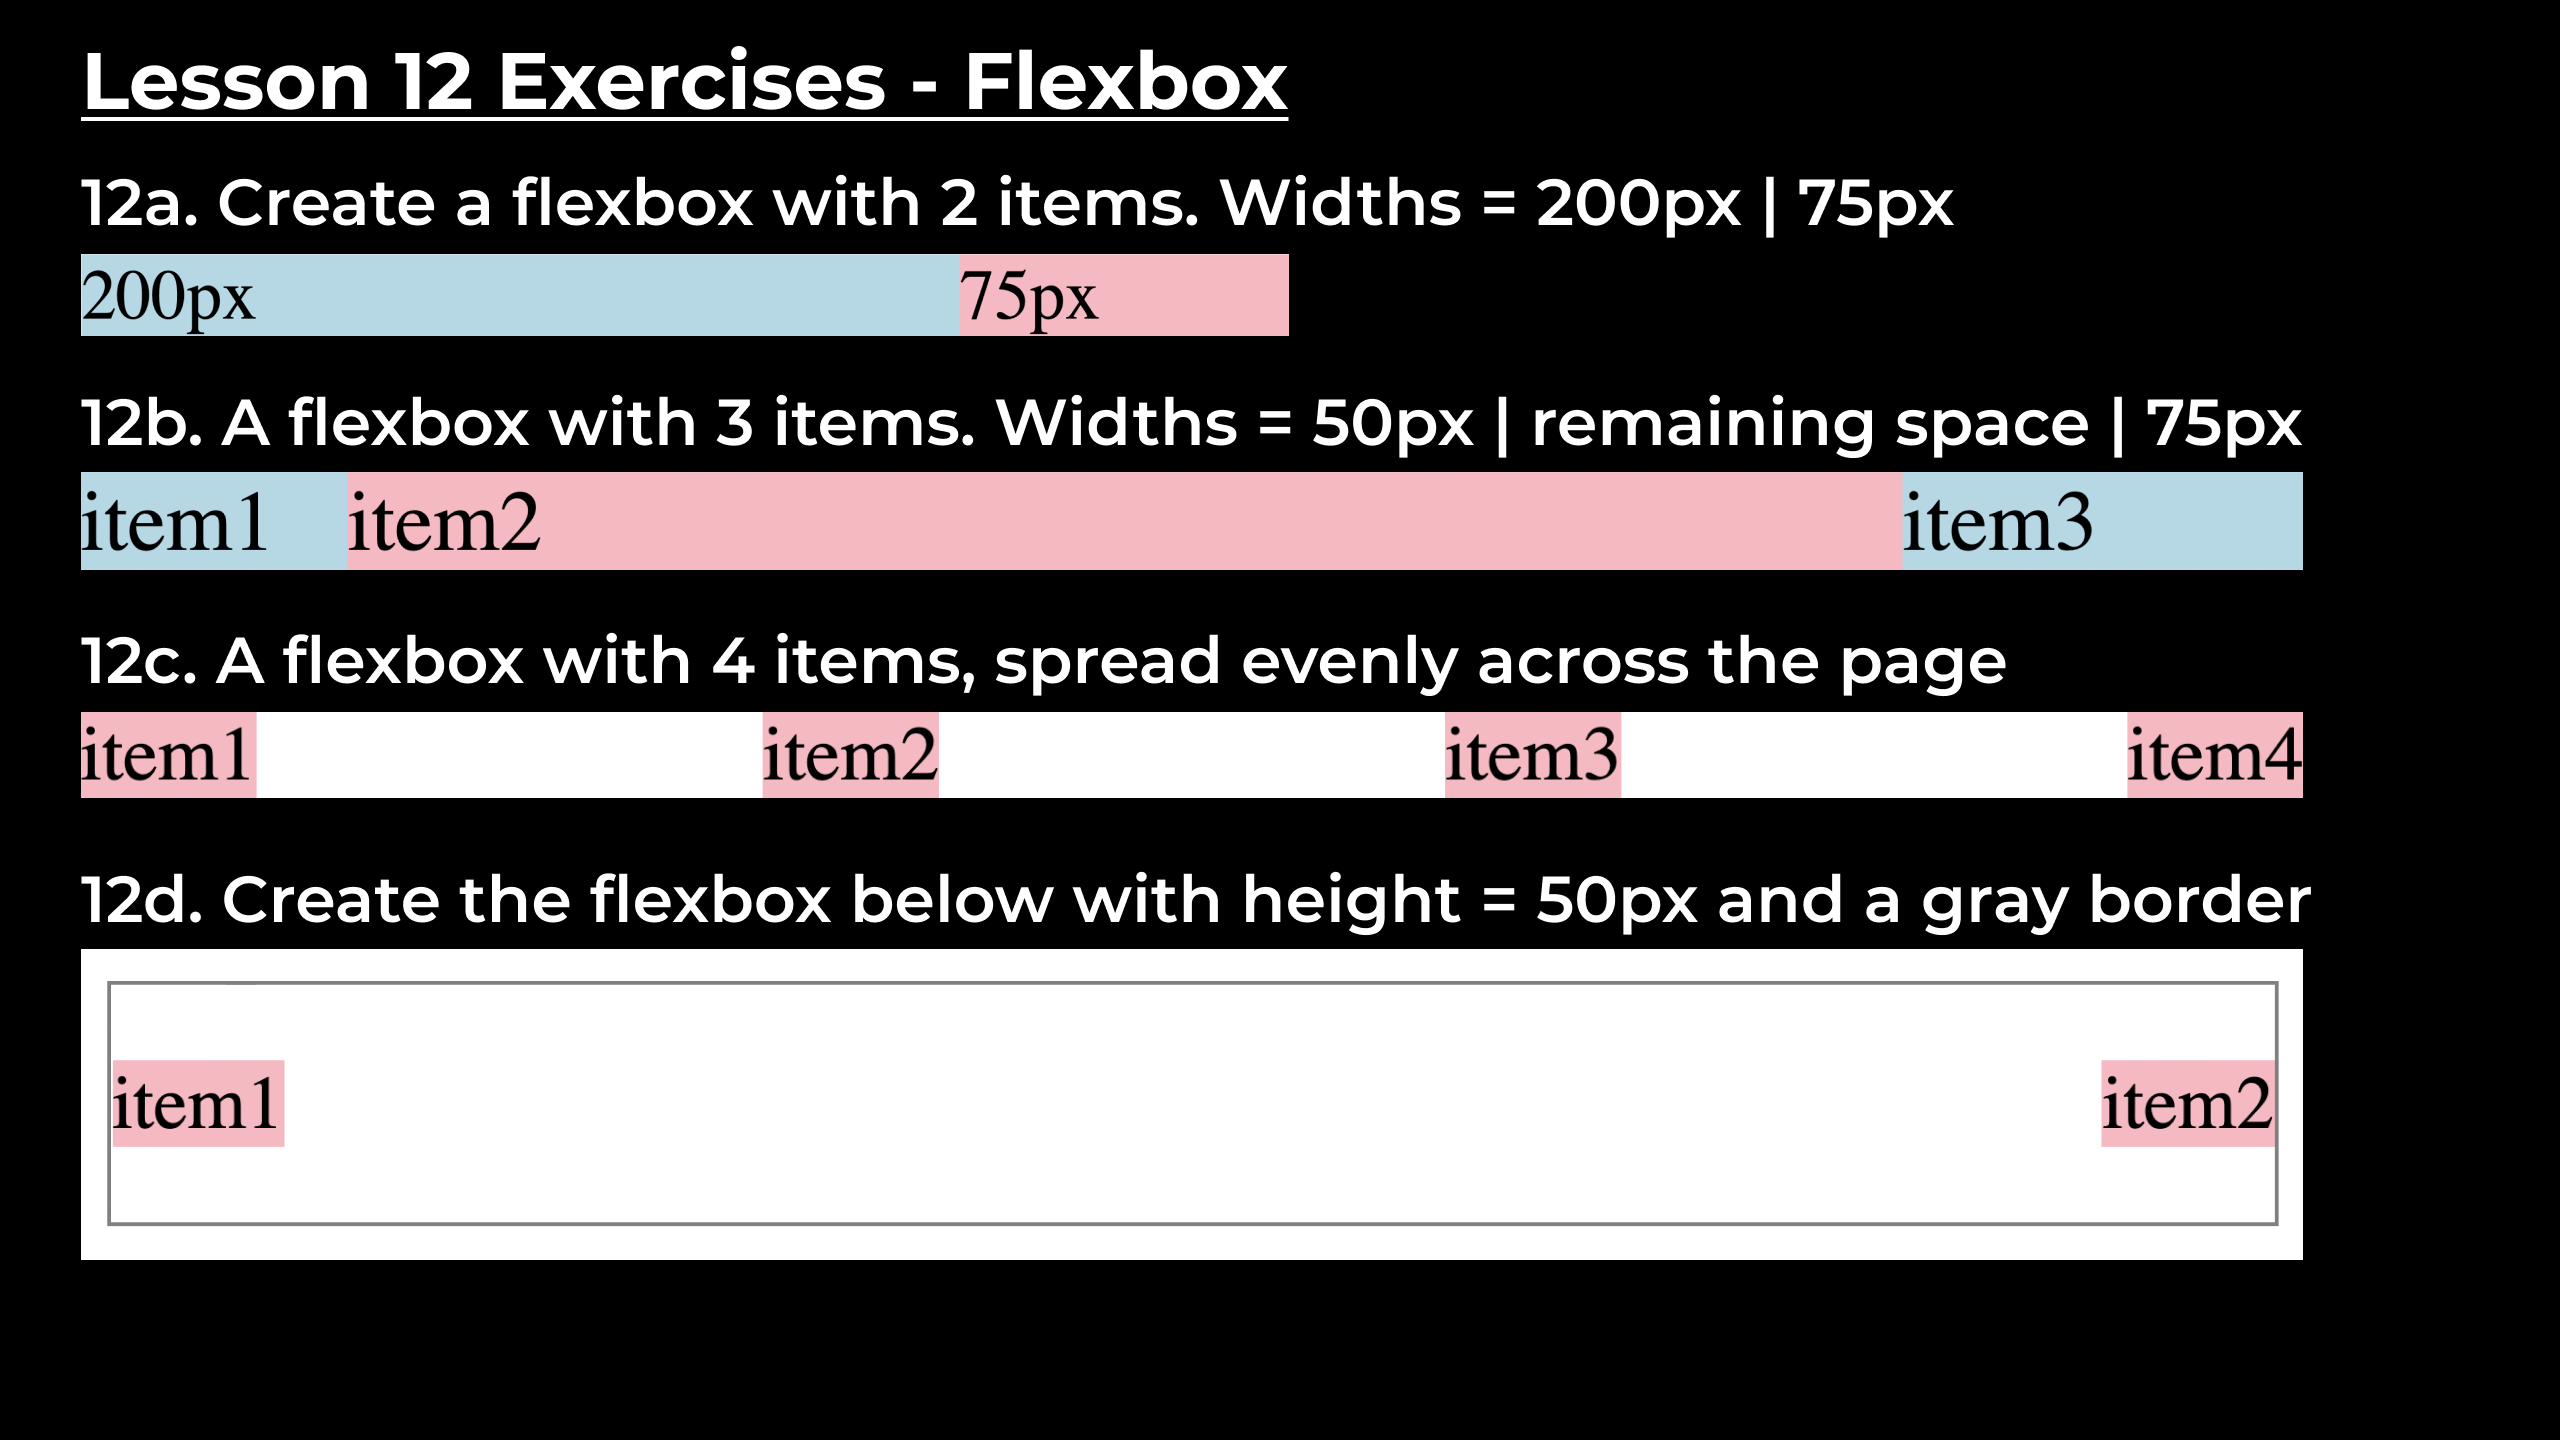 Lesson 12 Exercises - Flexbox
12a. Create a flexbox with 2 items. Widths = 200px | 75px
200px 75px
12b. A flexbox with 3 items. Widths = 50px | remaining space | 75px
item1 item2 item3
12c. A flexbox with 4 items, spread evenly across the page
item1 item2 item3 item4
12d. Create the flexbox below with height = 50px and a gray border
item1 item2